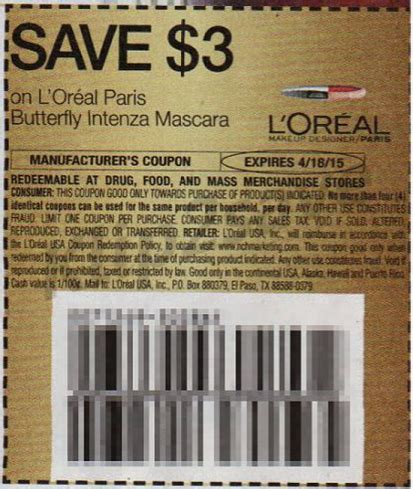 SAVE $3
on L'Oréal Paris
Butterfly Intenza Mascara
L'ORÉAL
MAKEUP DESIGNER/PARIS
MANUFACTURER'S COUPON
EXPIRES 4/18/15
REDEEMABLE AT DRUG, FOOD, AND MASS MERCHANDISE STORES
CONSUMER: THIS COUPON GOOD ONLY TOWARDS PURCHASE OF PRODUCT(S) INDICATED. No more than four (4)
identical coupons can be used for the same product per household, per day. ANY OTHER USE CONSTITUTES
FRAUD. LIMIT ONE COUPON PER PURCHASE. CONSUMER PAYS ANY SALES TAX. VOID IF SOLD, ALTERED,
REPRODUCED, EXCHANGED OR TRANSFERRED. RETAILER: L'Oréal USA, Inc., will reimburse in accordance with
the L'Oréal USA Coupon Redemption Policy, to obtain visit: www.nchmarketing.com. This coupon good only when
redeemed by you from the consumer at the time of purchasing product indicated. Any other use constitutes fraud. Void if
reproduced or if prohibited, taxed or restricted by law. Good only in the continental USA, Alaska, Hawaii and Puerto Rico.
Cash value is 1/100¢. Mail to: L'Oréal USA, Inc., P.O. Box 880379, El Paso, TX 88588-0379